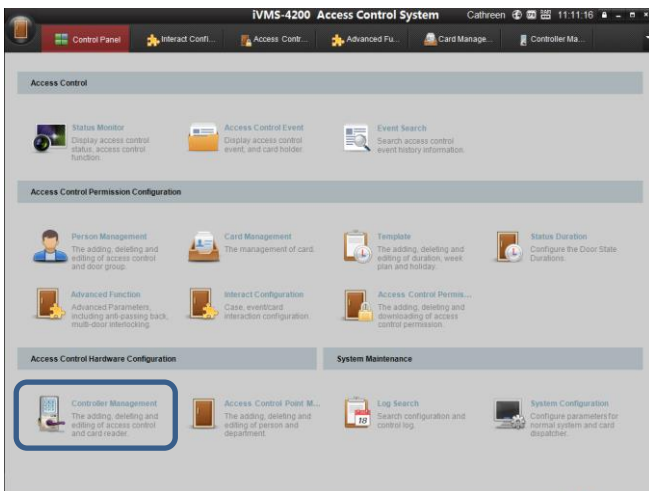 iVMS-4200 Access Control System Cathreen 11:11:16
Control Panel Interact Confi... Access Contr... Advanced Fu... Card Manage... Controller Ma...
Access Control
Status Monitor
Display access control
status, access control
function.
Access Control Event
Display access control
event, and card holder.
Event Search
Search access control
event history information.
Access Control Permission Configuration
Person Management
The adding, deleting and
editing of access control
and door group.
Card Management
The management of card.
Template
The adding, deleting and
editing of duration, week
plan and holiday.
Status Duration
Configure the Door State
Durations.
Advanced Function
Advanced Parameters,
including anti-passing back,
multi-door interlocking.
Interact Configuration
Case, event/card
interaction configuration.
Access Control Permis...
The adding, deleting and
downloading of access
control permission.
Access Control Hardware Configuration
System Maintenance
Controller Management
The adding, deleting and
editing of access control
and card reader.
Access Control Point M...
The adding, deleting and
editing of person and
department.
18
Log Search
Search configuration and
control log.
System Configuration
Configure parameters for
normal system and card
dispatcher.